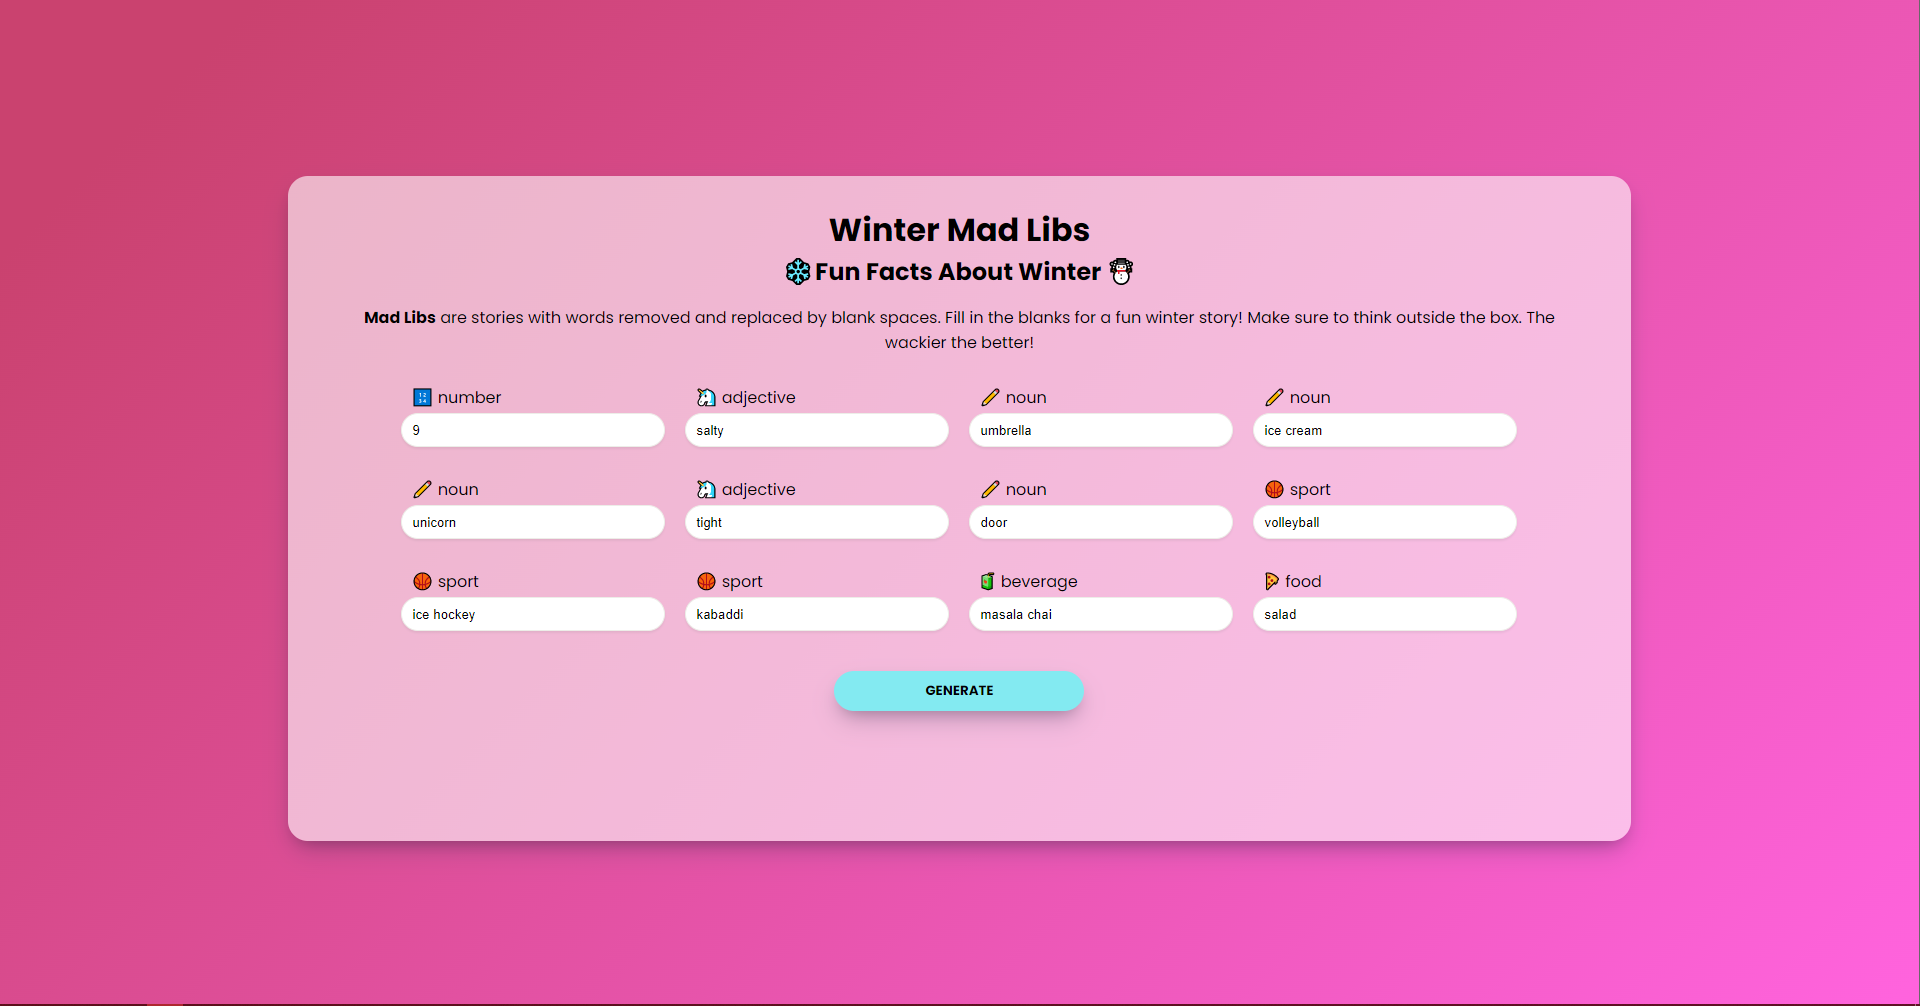 Winter Mad Libs
Fun Facts About Winter
Mad Libs are stories with words removed and replaced by blank spaces. Fill in the blanks for a fun winter story! Make sure to think outside the box. The
wackier the better!
number adjective noun noun
9 salty umbrella ice cream
noun adjective noun sport
unicorn tight door volleyball
sport sport beverage food
ice hockey kabaddi masala chai salad
GENERATE